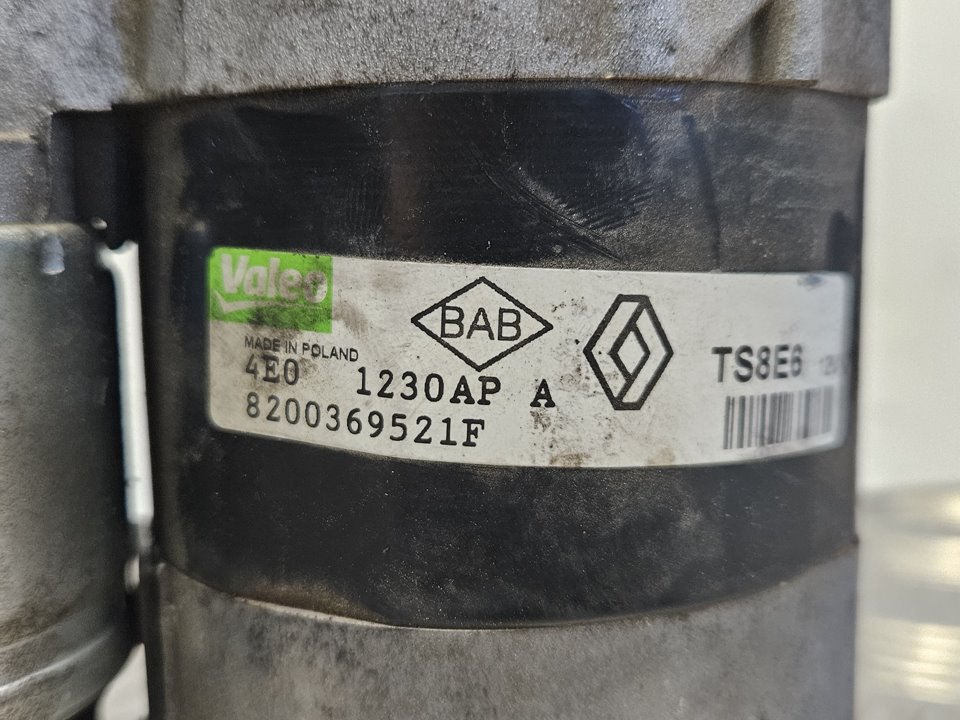 Valeo
BAB
MADE IN POLAND
TS8E6
4E0 1230AP A
8200369521F